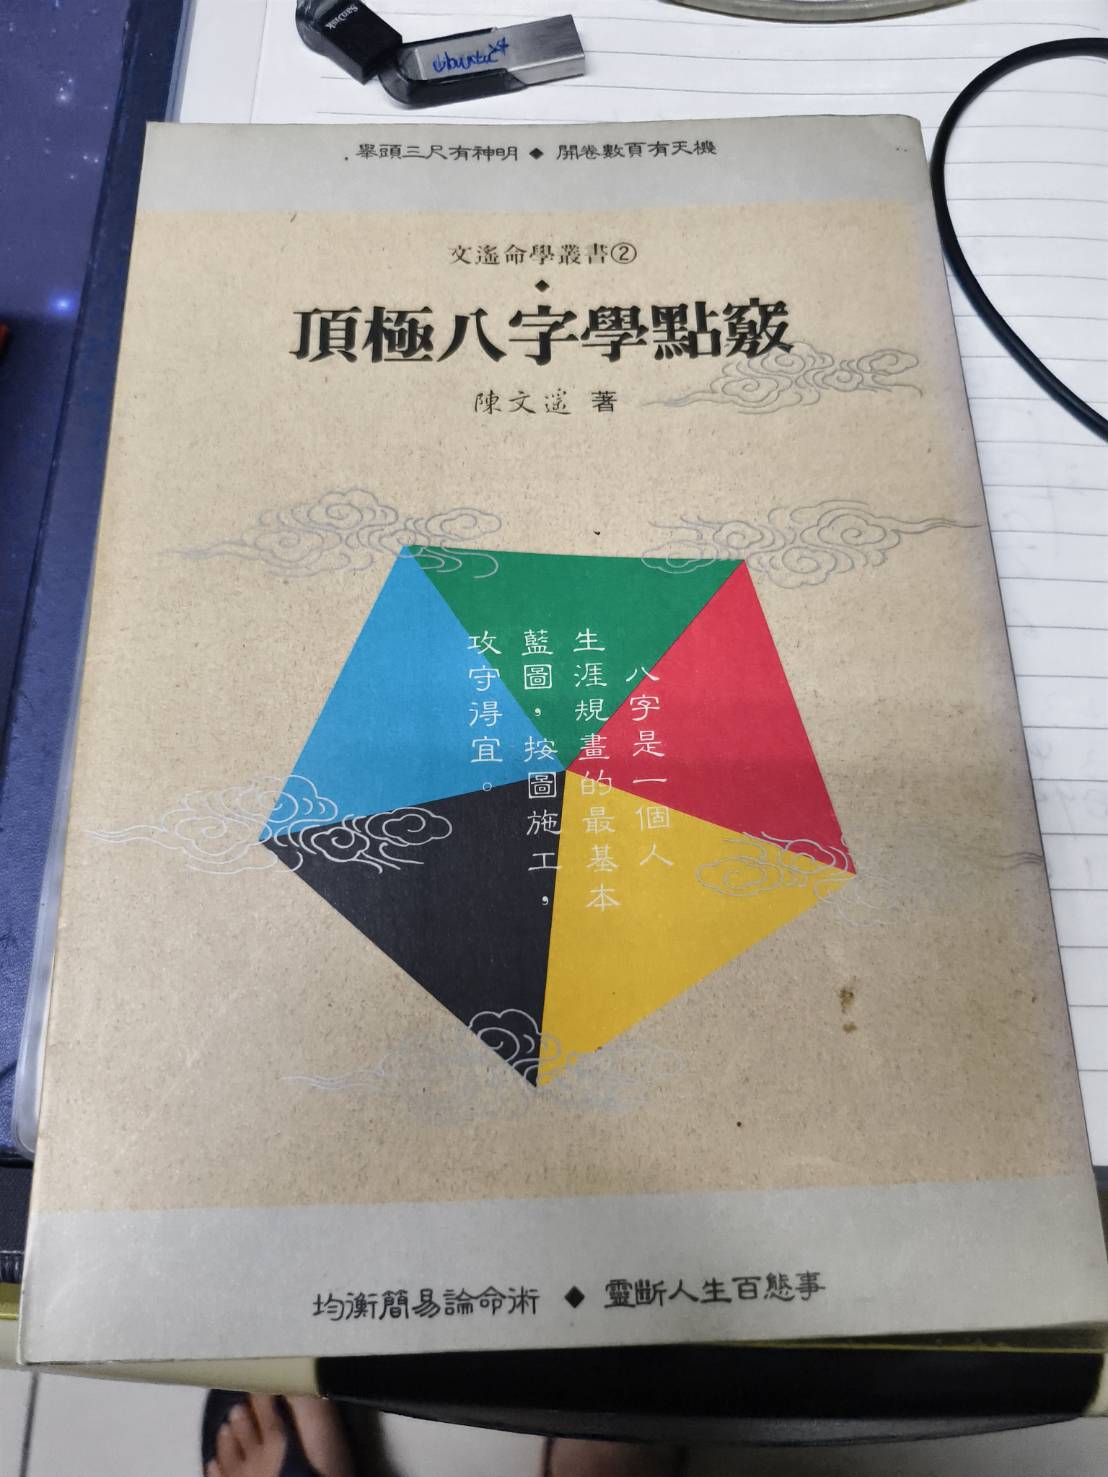 SanDisk
舉頭三尺有神明◆開卷數頁有天機
文遙命學叢書②
◆
頂極八字學點竅
陳文遙 著
八字是一個人
生涯規畫的最基本
藍圖，按圖施工，
攻守得宜。
均衡簡易論命術◆靈斷人生百態事